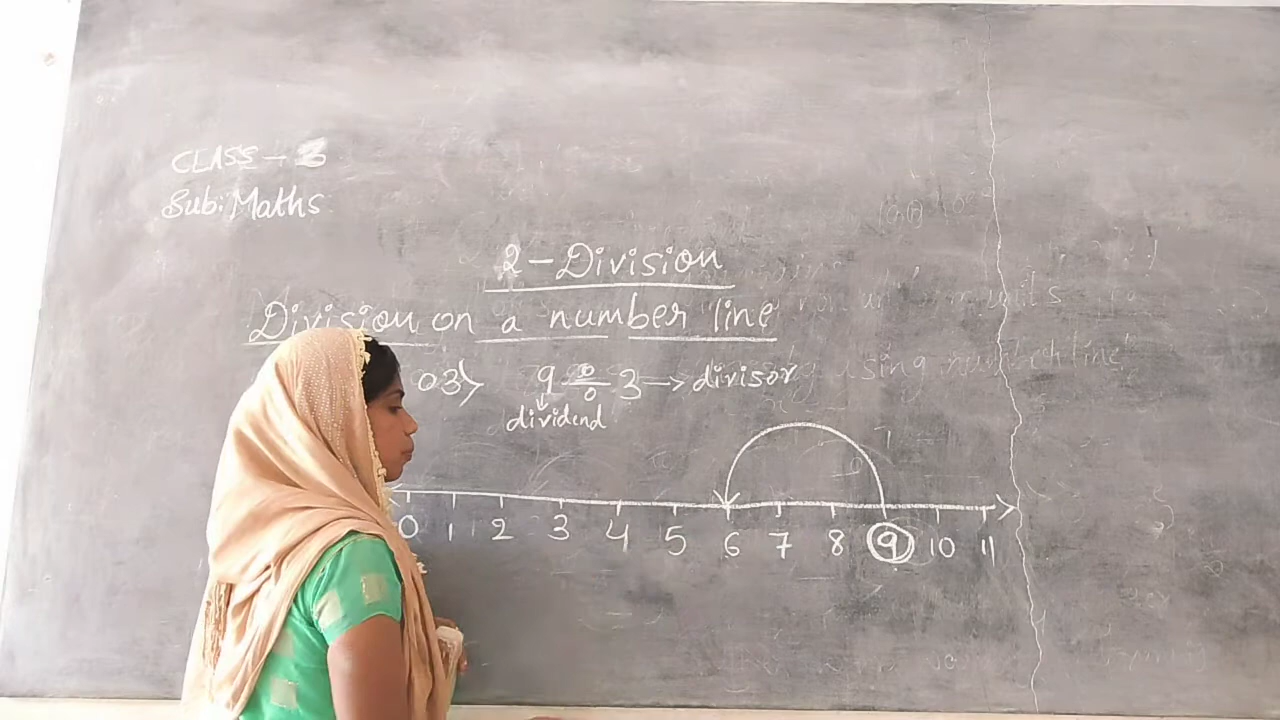 CLASS - 3
Sub: Maths
2 - Division
Division on a number line
03> 9 ÷ 3 → divisor
dividend
0 1 2 3 4 5 6 7 8 9 10 11